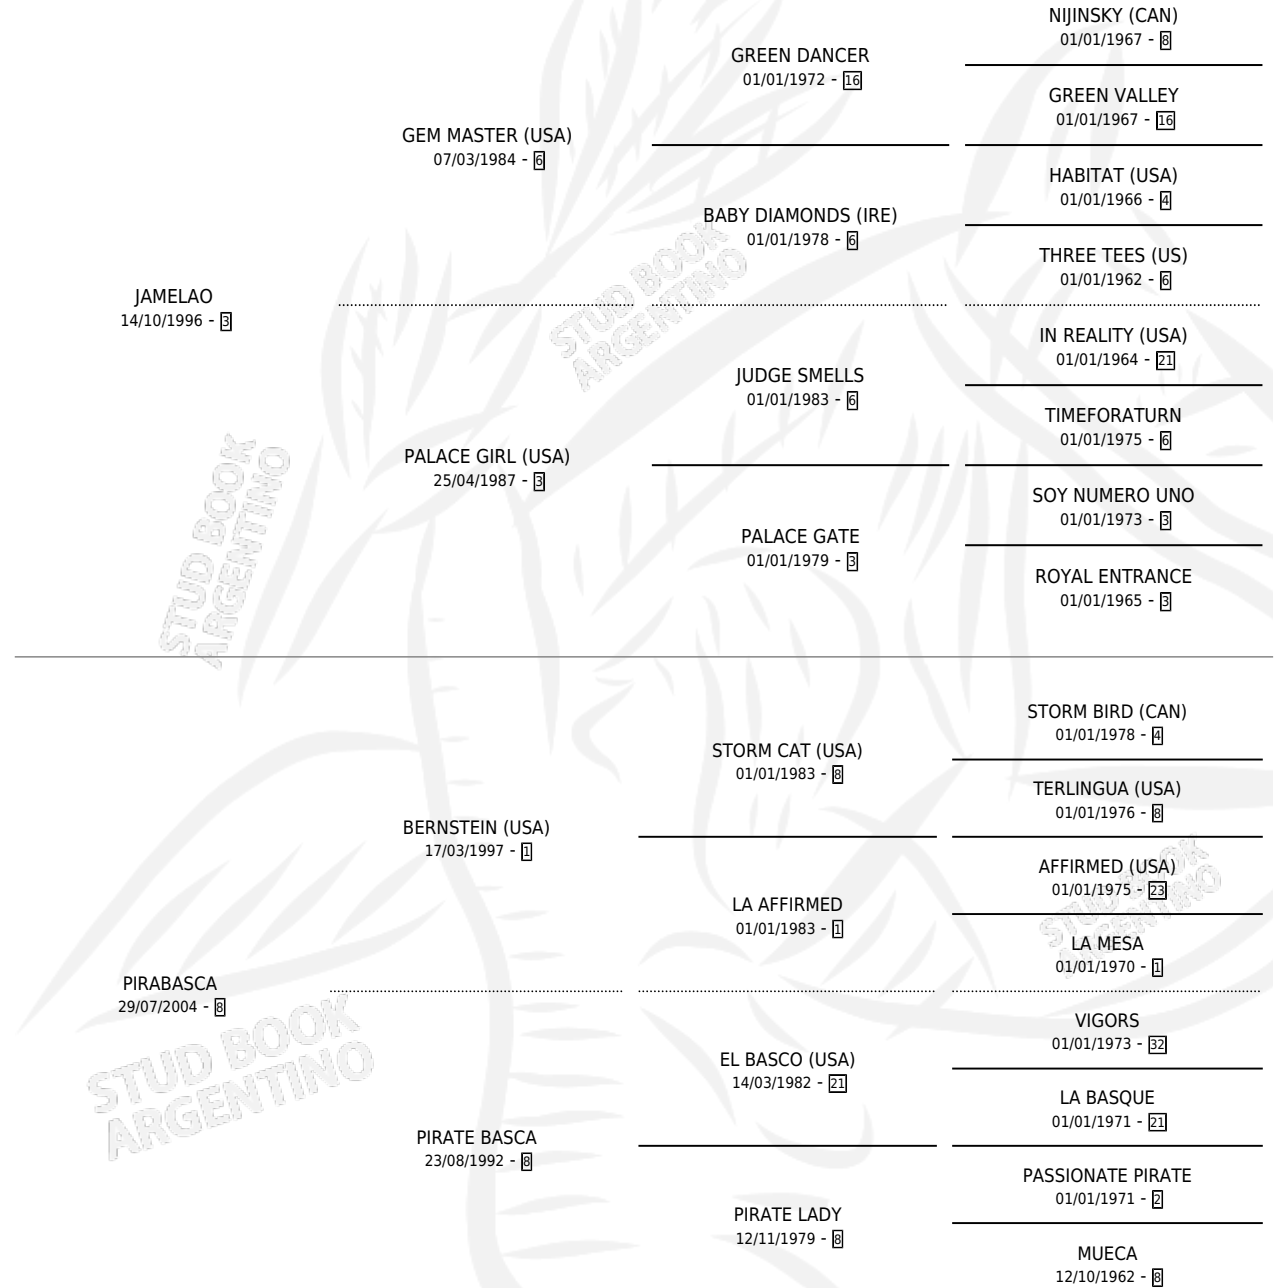 NIJINSKY (CAN)
01/01/1967 - 8
GREEN DANCER
01/01/1972 - 16
GREEN VALLEY
01/01/1967 - 16
GEM MASTER (USA)
07/03/1984 - 6
HABITAT (USA)
01/01/1966 - 4
BABY DIAMONDS (IRE)
01/01/1978 - 6
THREE TEES (US)
01/01/1962 - 6
JAMELAO
14/10/1996 - 3
IN REALITY (USA)
01/01/1964 - 21
JUDGE SMELLS
01/01/1983 - 6
TIMEFORATURN
01/01/1975 - 6
PALACE GIRL (USA)
25/04/1987 - 3
SOY NUMERO UNO
01/01/1973 - 3
PALACE GATE
01/01/1979 - 3
ROYAL ENTRANCE
01/01/1965 - 3
STORM BIRD (CAN)
01/01/1978 - 4
STORM CAT (USA)
01/01/1983 - 8
TERLINGUA (USA)
01/01/1976 - 8
BERNSTEIN (USA)
17/03/1997 - 1
AFFIRMED (USA)
01/01/1975 - 23
LA AFFIRMED
01/01/1983 - 1
LA MESA
01/01/1970 - 1
PIRABASCA
29/07/2004 - 8
VIGORS
01/01/1973 - 32
EL BASCO (USA)
14/03/1982 - 21
LA BASQUE
01/01/1971 - 21
PIRATE BASCA
23/08/1992 - 8
PASSIONATE PIRATE
01/01/1971 - 2
PIRATE LADY
12/11/1979 - 8
MUECA
12/10/1962 - 8
STUD BOOK
ARGENTINO
STUD BOOK
ARGENTINO
STUD BOOK
ARGENTINO
STUD BOOK
ARGENTINO